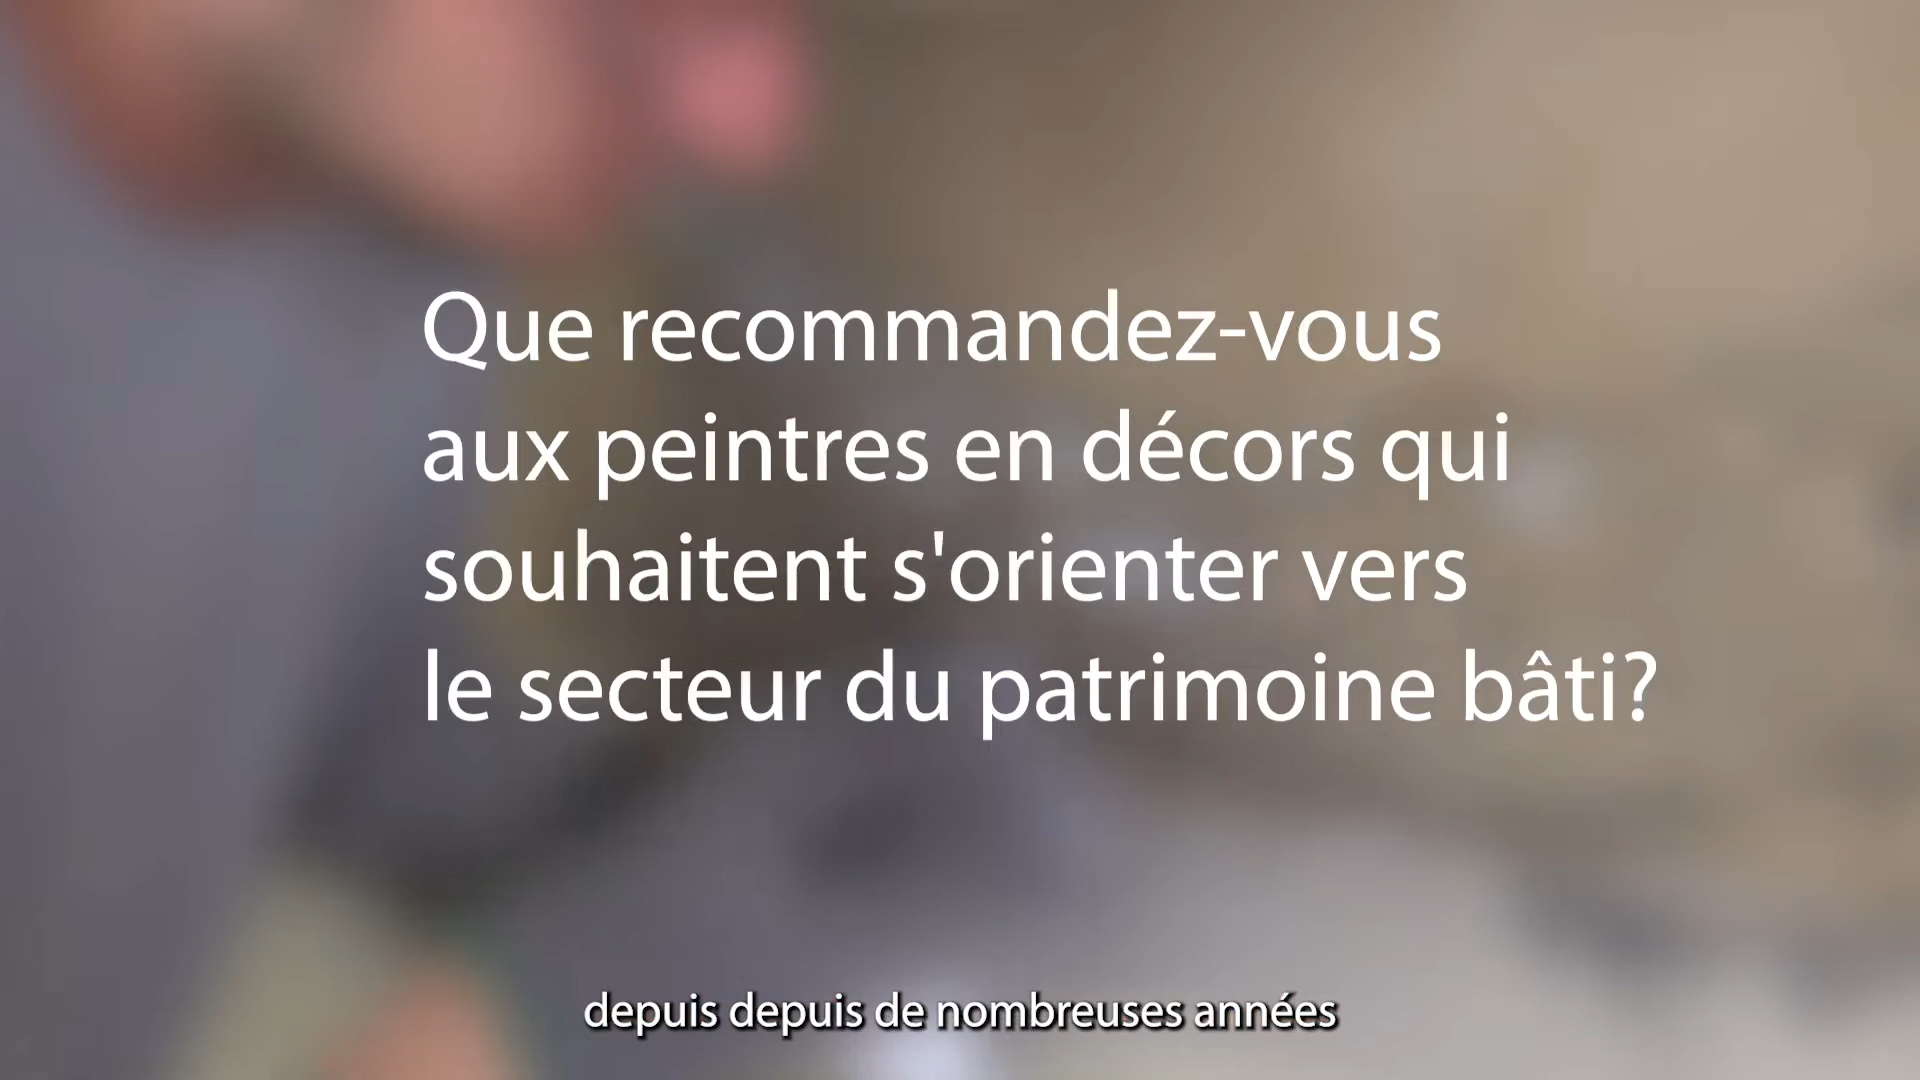 Que recommandez-vous
aux peintres en décors qui
souhaitent s'orienter vers
le secteur du patrimoine bâti?
depuis depuis de nombreuses années